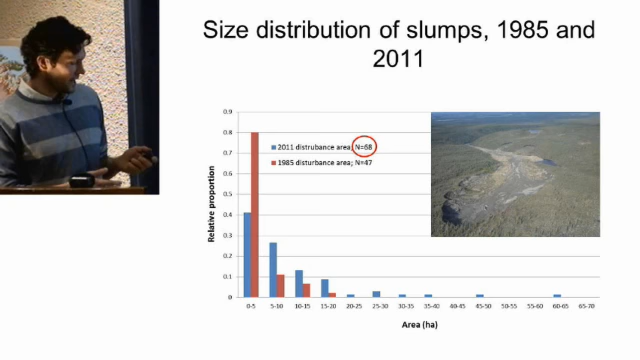 Size distribution of slumps, 1985 and
2011
0.9
0.8
0.7
0.6
0.5
0.4
0.3
0.2
0.1
0
Relative proportion
2011 distrubance area; N=68
1985 disturbance area; N=47
0-5 5-10 10-15 15-20 20-25 25-30 30-35 35-40 40-45 45-50 50-55 55-60 60-65 65-70
Area (ha)